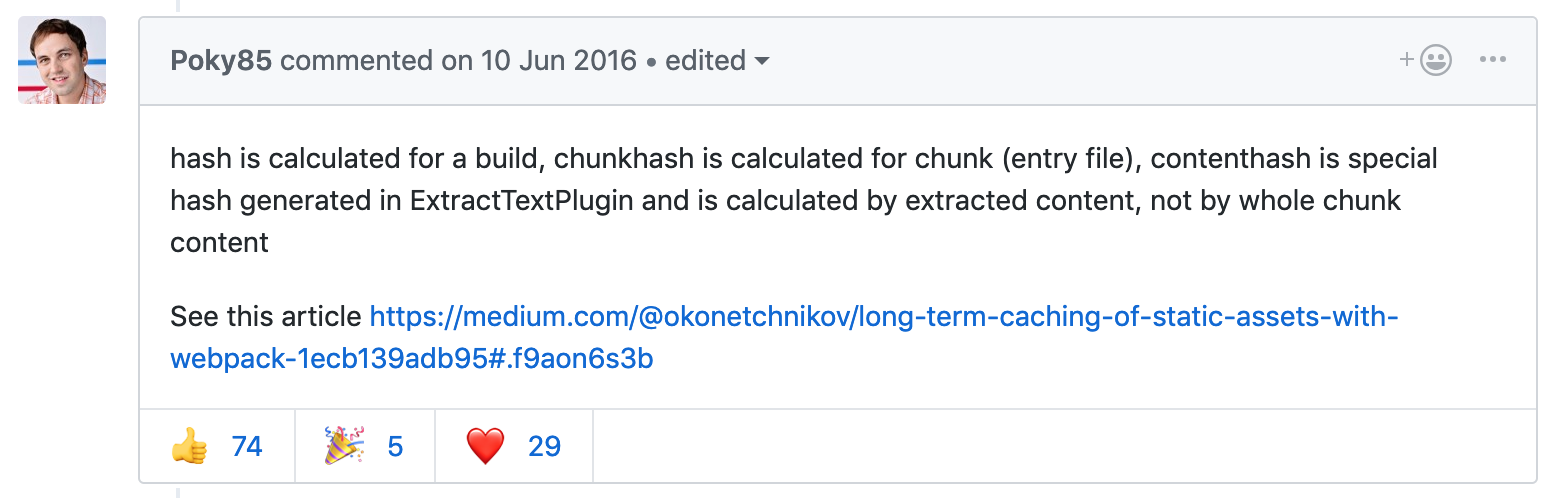 Poky85 commented on 10 Jun 2016 • edited
hash is calculated for a build, chunkhash is calculated for chunk (entry file), contenthash is special
hash generated in ExtractTextPlugin and is calculated by extracted content, not by whole chunk
content
See this article https://medium.com/@okonetchnikov/long-term-caching-of-static-assets-with-
webpack-1ecb139adb95#.f9aon6s3b
74 5 29